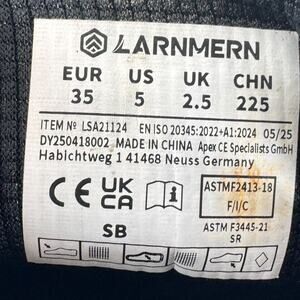 LARNMERN
EUR US UK CHN
35 5 2.5 225
ITEM № LSA21124 EN ISO 20345:2022+A1:2024 05/25
DY250418002 MADE IN CHINA Apex CE Specialists GmbH
Habichtweg 1 41468 Neuss Germany
CE UK CA
ASTMF2413-18
F/I/C
SB
ASTM F3445-21
SR